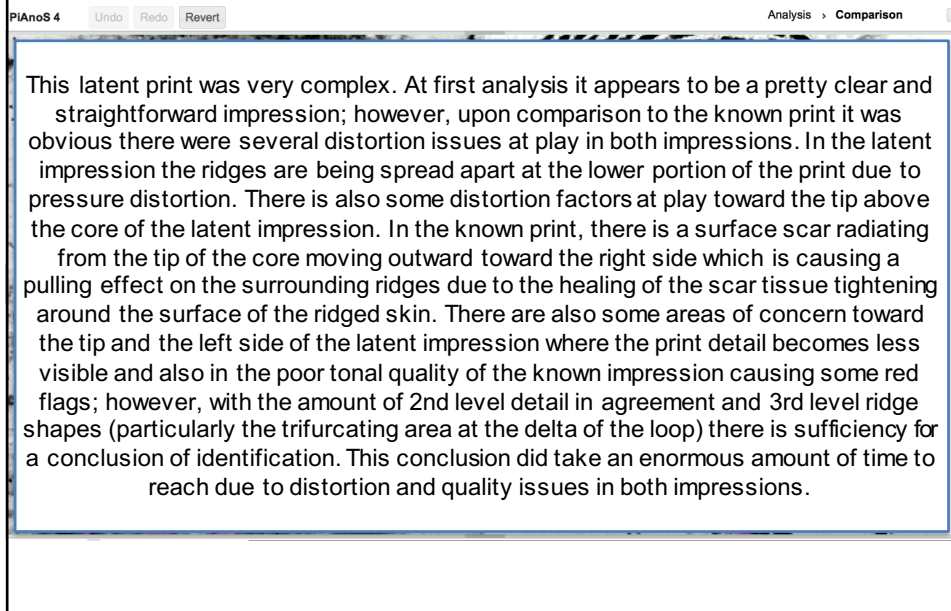 PiAnoS 4 Undo Redo Revert Analysis › Comparison
This latent print was very complex. At first analysis it appears to be a pretty clear and
straightforward impression; however, upon comparison to the known print it was
obvious there were several distortion issues at play in both impressions. In the latent
impression the ridges are being spread apart at the lower portion of the print due to
pressure distortion. There is also some distortion factors at play toward the tip above
the core of the latent impression. In the known print, there is a surface scar radiating
from the tip of the core moving outward toward the right side which is causing a
pulling effect on the surrounding ridges due to the healing of the scar tissue tightening
around the surface of the ridged skin. There are also some areas of concern toward
the tip and the left side of the latent impression where the print detail becomes less
visible and also in the poor tonal quality of the known impression causing some red
flags; however, with the amount of 2nd level detail in agreement and 3rd level ridge
shapes (particularly the trifurcating area at the delta of the loop) there is sufficiency for
a conclusion of identification. This conclusion did take an enormous amount of time to
reach due to distortion and quality issues in both impressions.